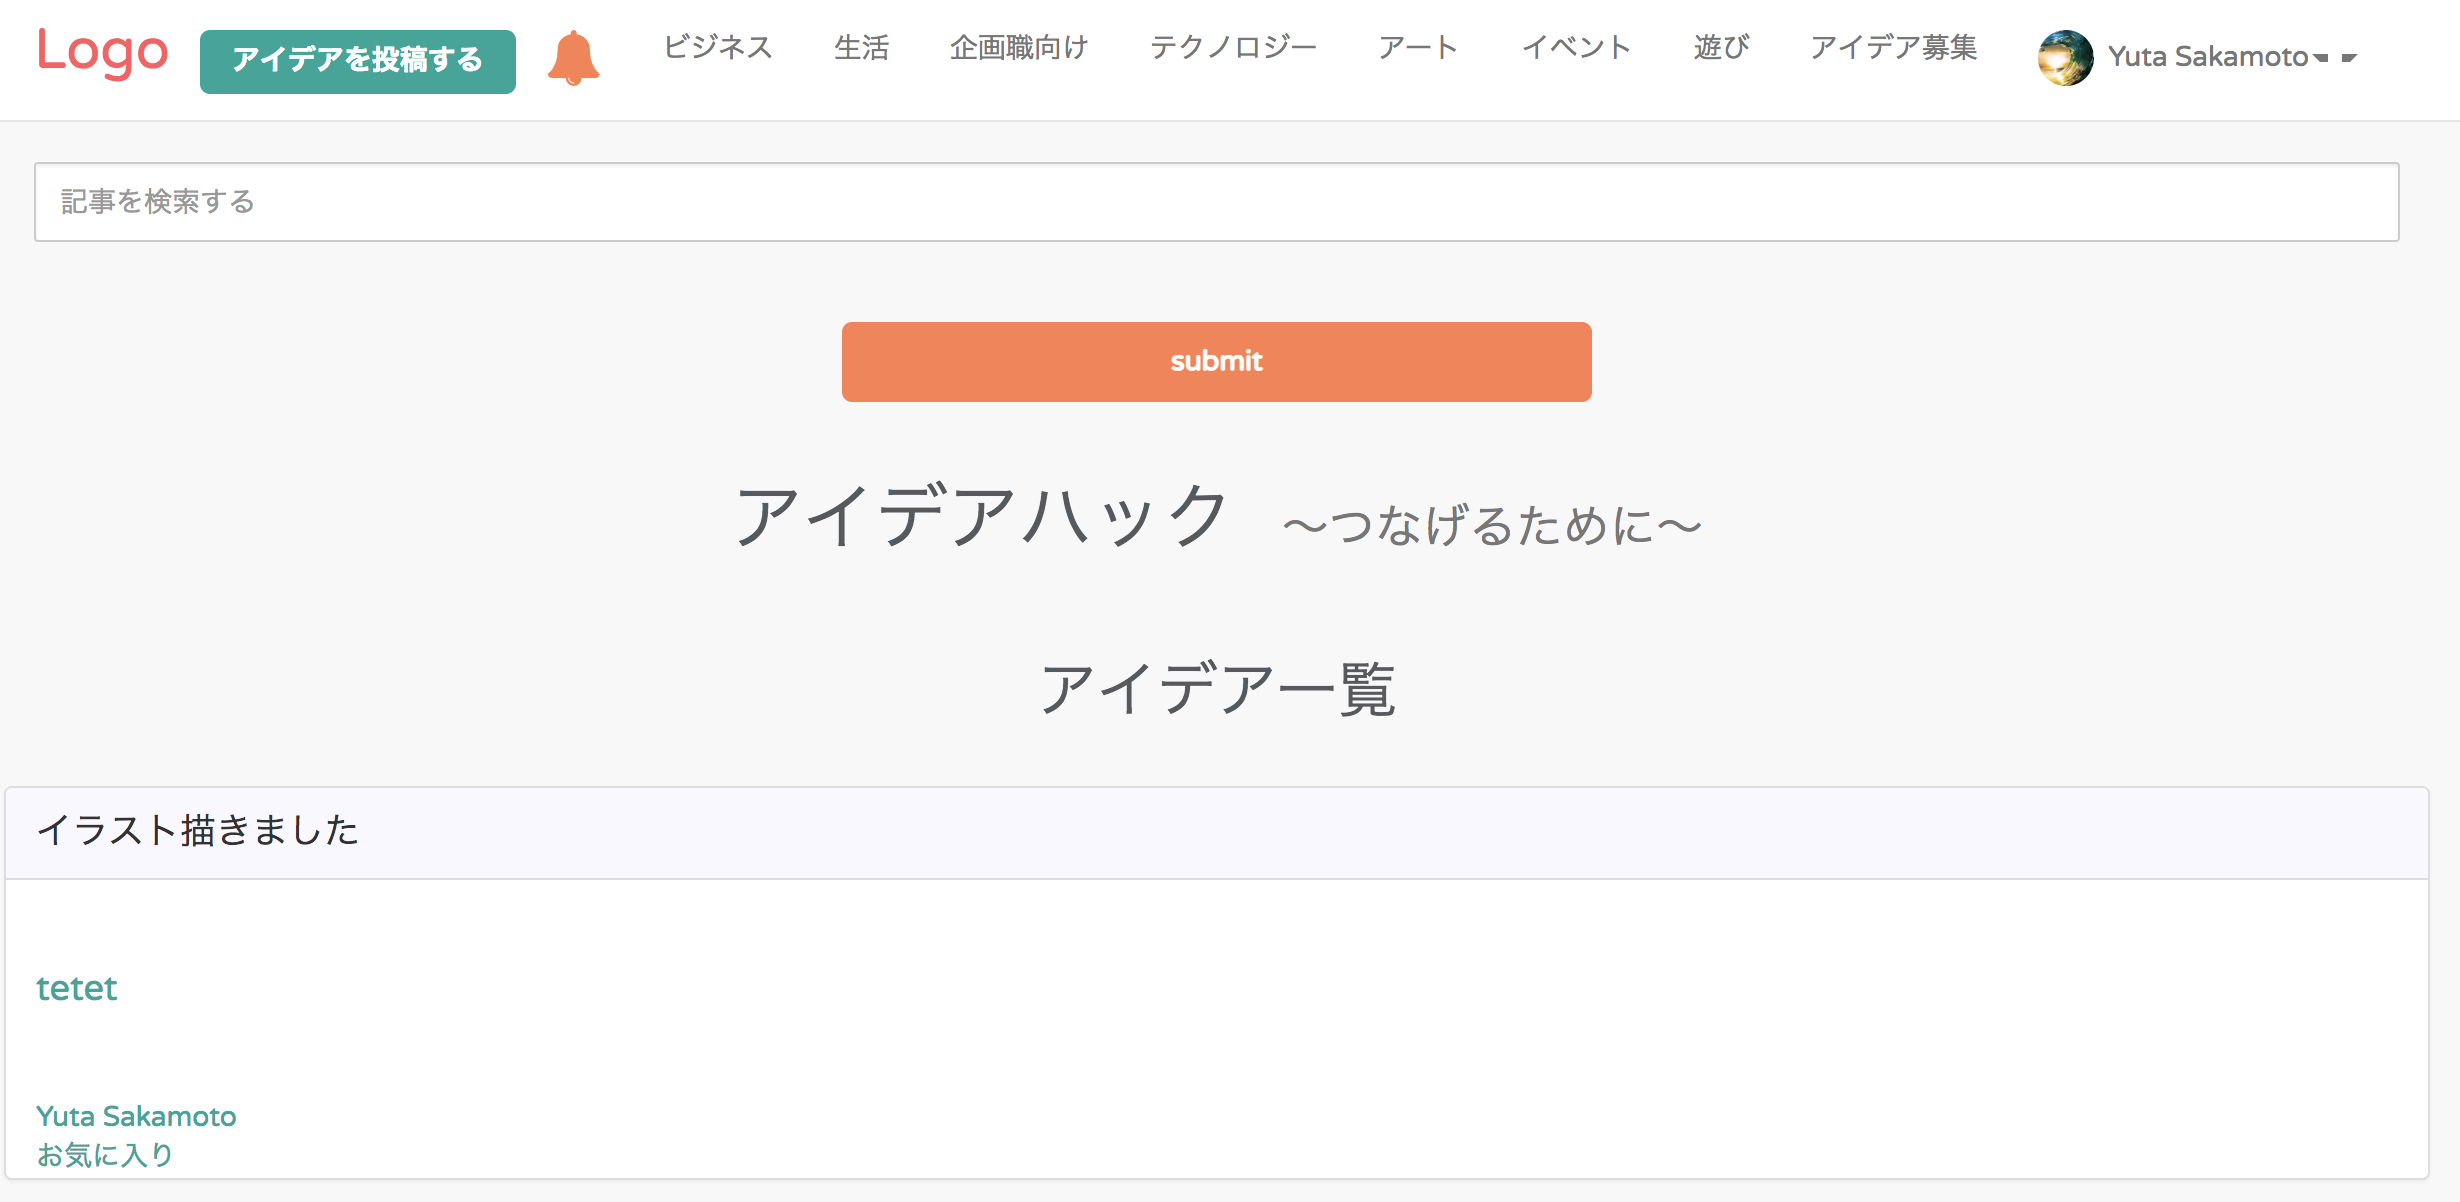 Logo アイデアを投稿する ビジネス 生活 企画職向け テクノロジー アート イベント 遊び アイデア募集 Yuta Sakamoto
記事を検索する
submit
アイデアハック ～つなげるために～
アイデア一覧
イラスト描きました
tetet
Yuta Sakamoto
お気に入り